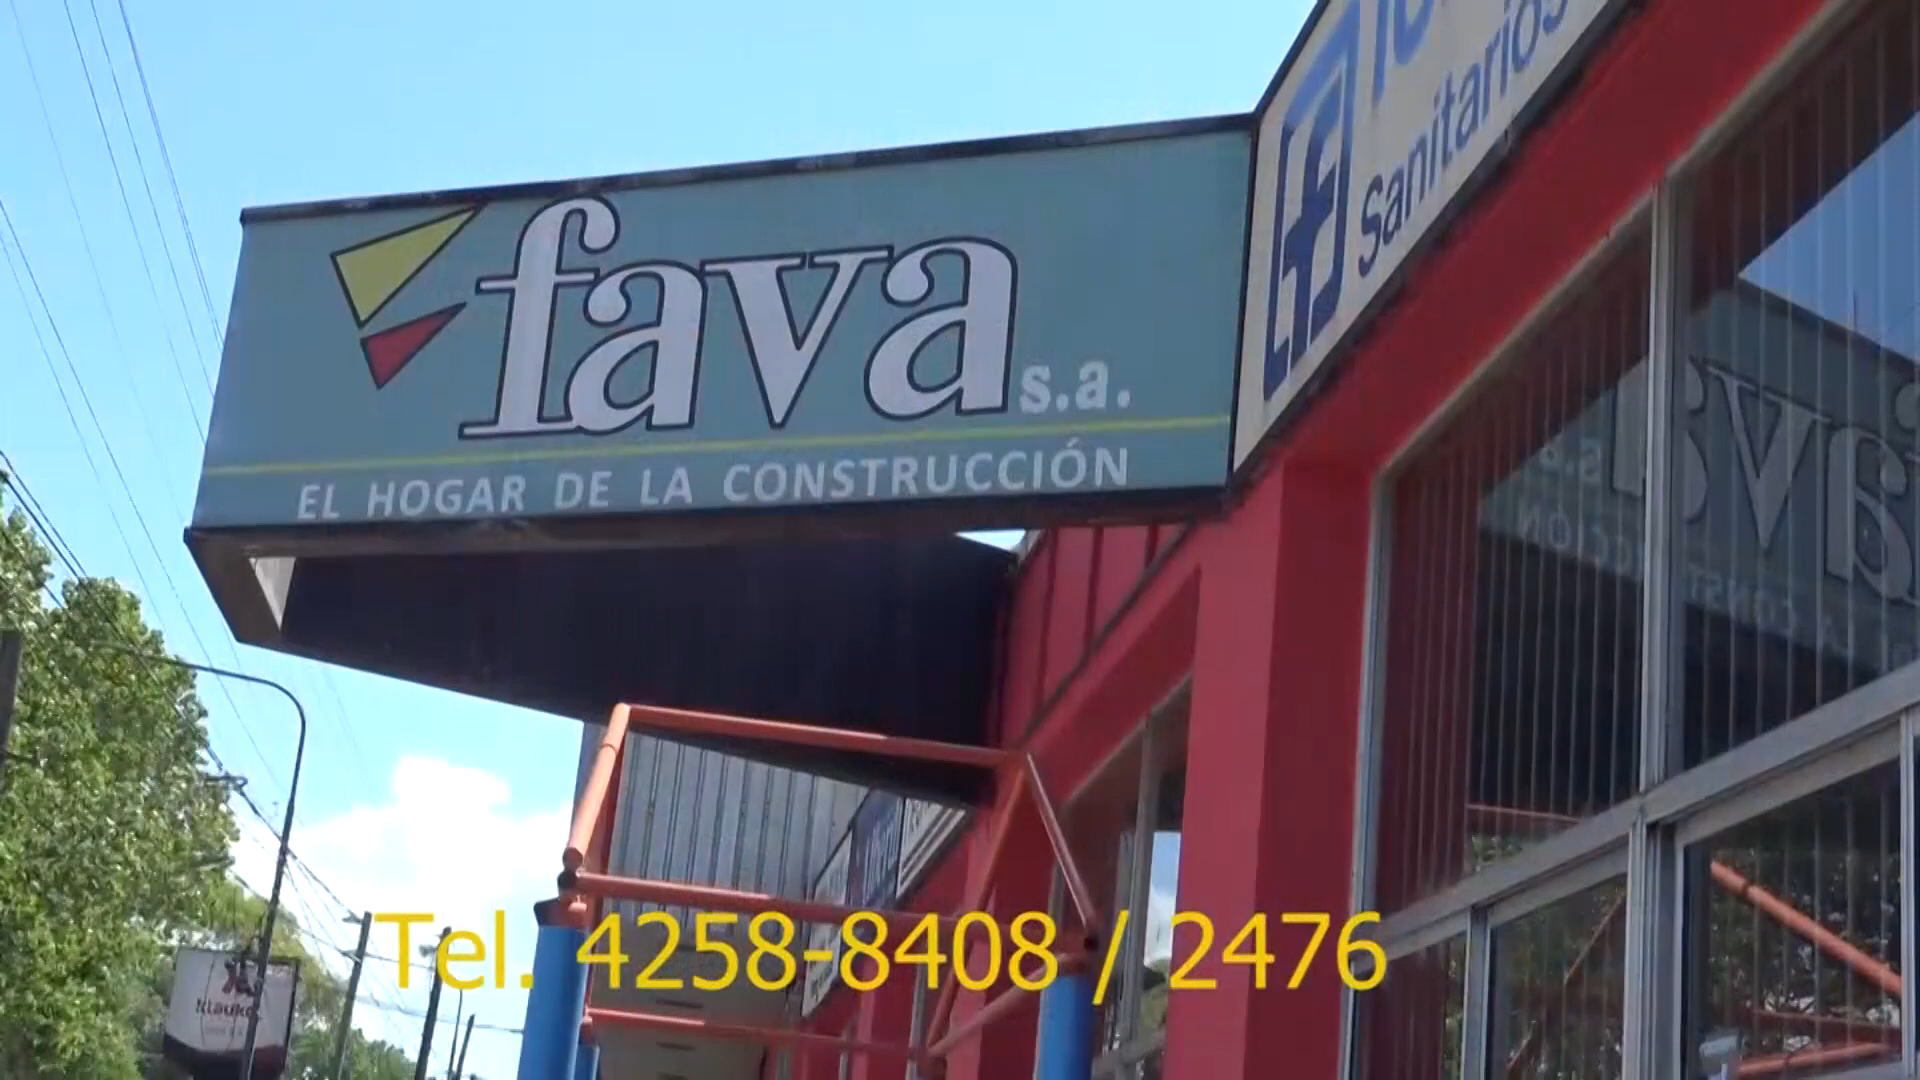 fava s.a.
EL HOGAR DE LA CONSTRUCCIÓN
Sanitarios
Tel. 4258-8408 / 2476